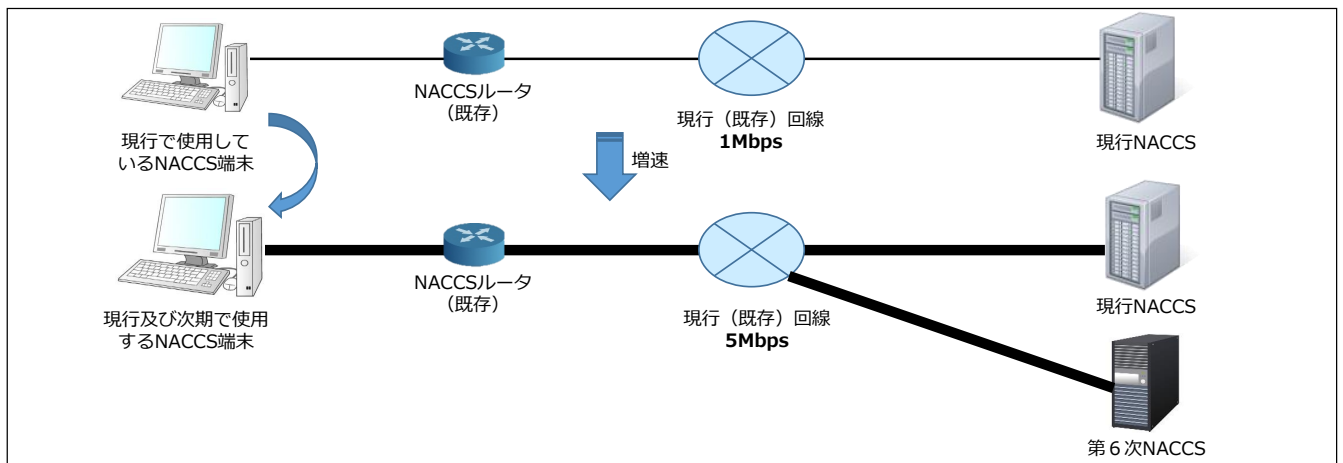 NACCSルータ
(既存)
現行（既存）回線
1Mbps
現行で使用して
いるNACCS端末
現行NACCS
増速
NACCSルータ
(既存)
現行（既存）回線
5Mbps
現行及び次期で使用
するNACCS端末
現行NACCS
第６次NACCS